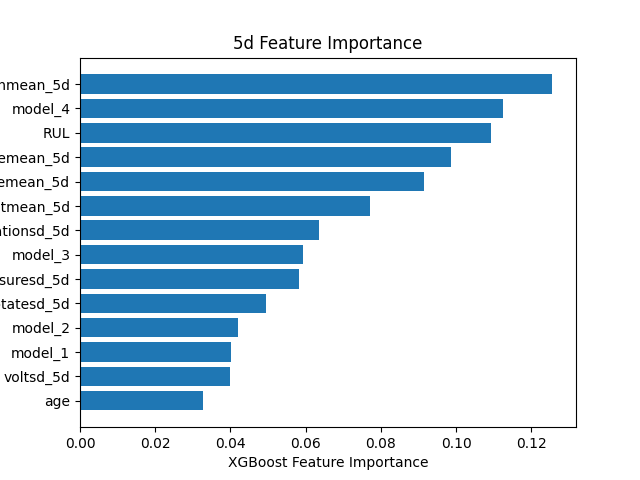 5d Feature Importance
nmean_5d
model_4
RUL
emean_5d
emean_5d
tmean_5d
ationsd_5d
model_3
suresd_5d
tatesd_5d
model_2
model_1
voltsd_5d
age
0.00 0.02 0.04 0.06 0.08 0.10 0.12
XGBoost Feature Importance